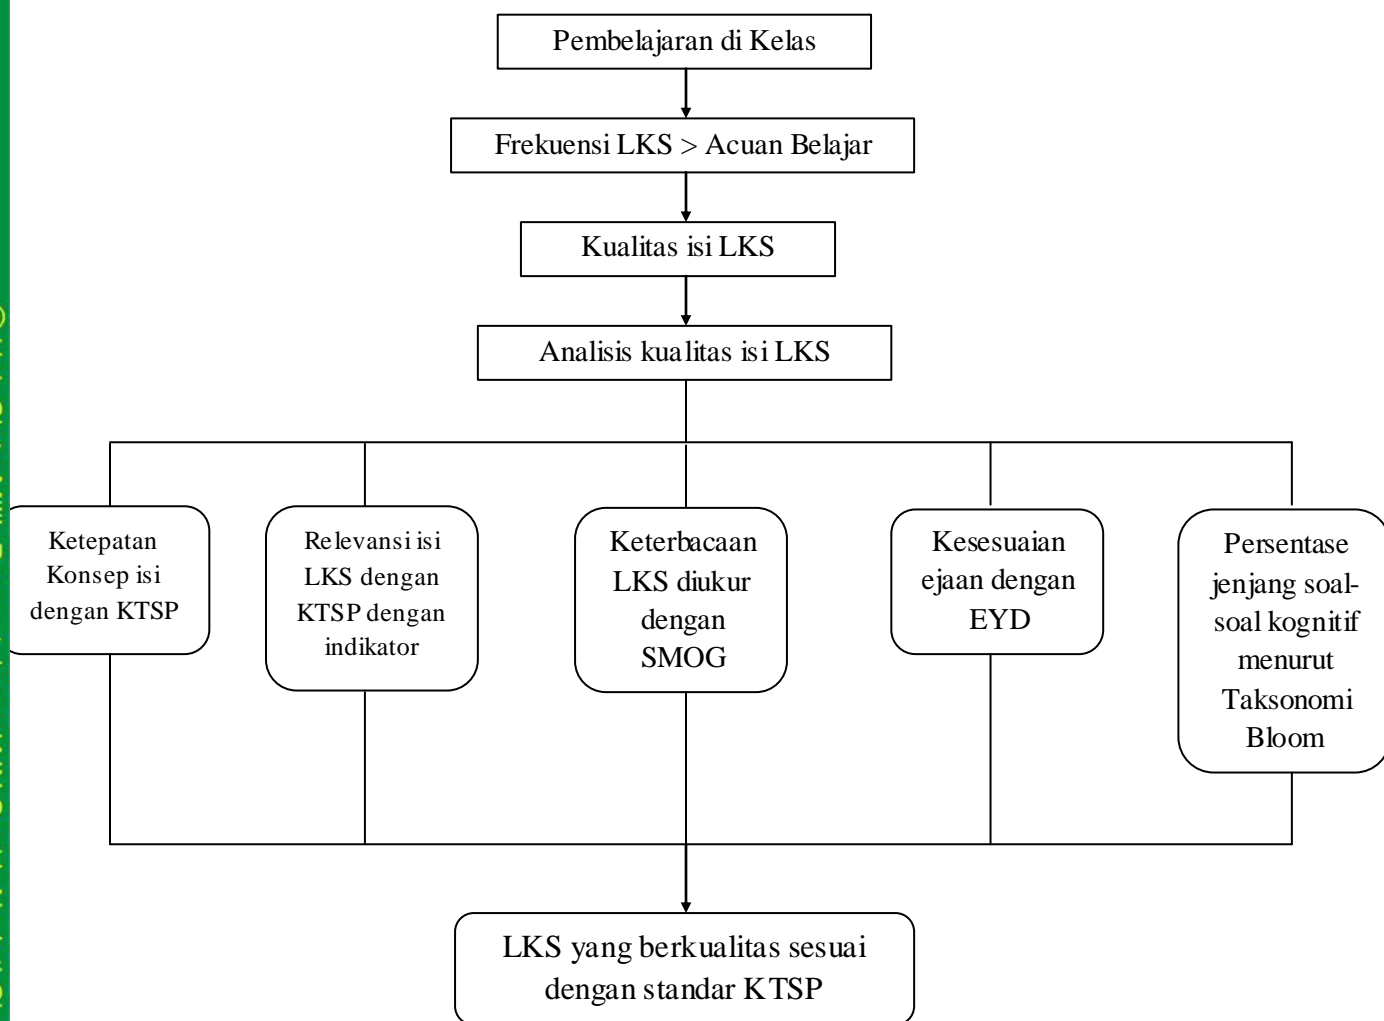 Pembelajaran di Kelas
Frekuensi LKS > Acuan Belajar
Kualitas isi LKS
Analisis kualitas isi LKS
Ketepatan
Konsep isi
dengan KTSP
Relevansi isi
LKS dengan
KTSP dengan
indikator
Keterbacaan
LKS diukur
dengan
SMOG
Kesesuaian
ejaan dengan
EYD
Persentase
jenjang soal-
soal kognitif
menurut
Taksonomi
Bloom
LKS yang berkualitas sesuai
dengan standar KTSP